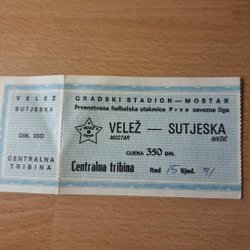 VELEŽ
SUTJESKA
DIN. 350
CENTRALNA
TRIBINA
GRADSKI STADION — MOSTAR
Prvenstvena fudbalska utakmica Prve savezne lige
VELEŽ — SUTJESKA
MOSTAR
NIKŠIĆ
CIJENA 350 DIN.
Centralna tribina
Red 15 Sjed.